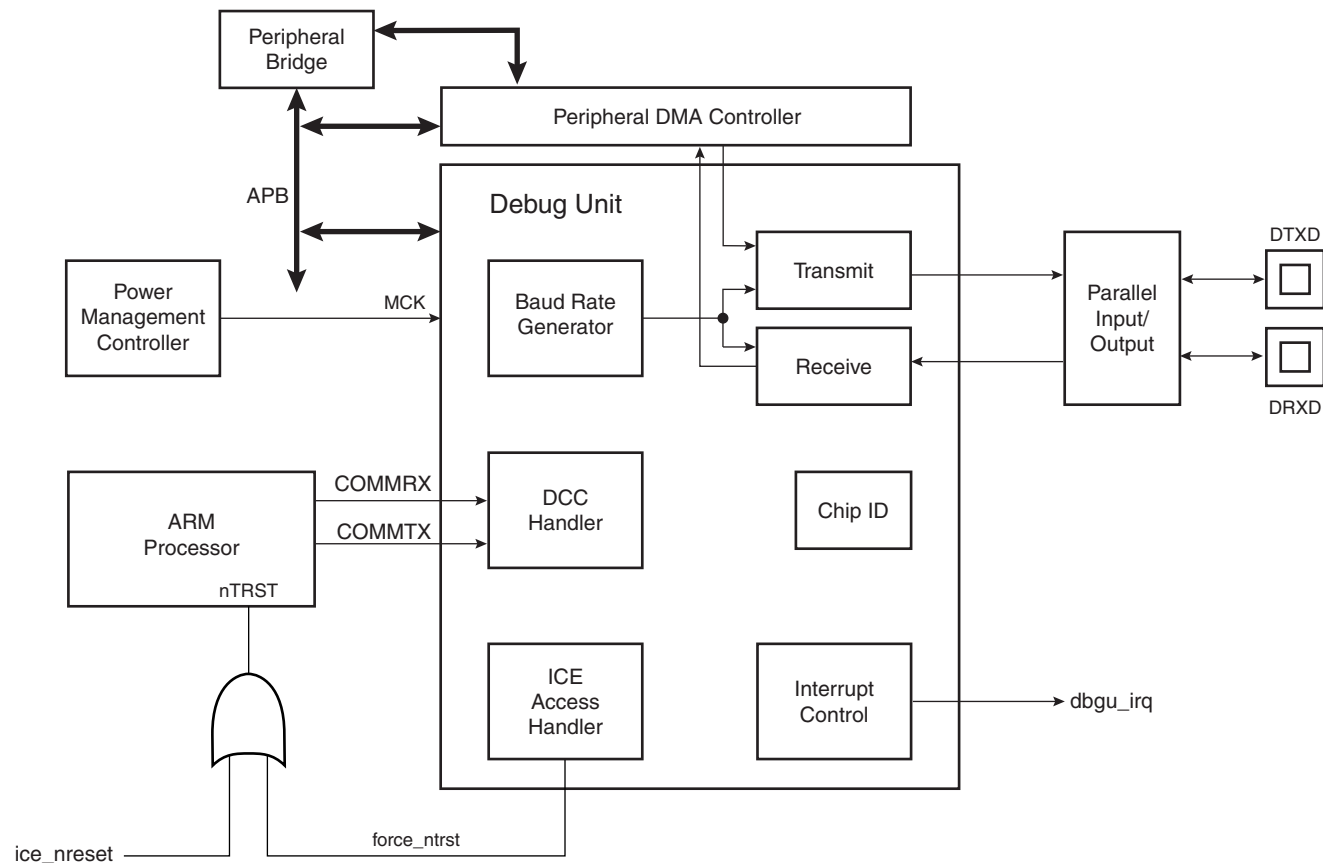 Peripheral
Bridge
Peripheral DMA Controller
APB
Debug Unit
DTXD
Transmit
Power
Management
Controller
MCK
Baud Rate
Generator
Parallel
Input/
Output
Receive
DRXD
COMMRX
ARM
Processor
COMMTX
DCC
Handler
Chip ID
nTRST
ICE
Access
Handler
Interrupt
Control
dbgu_irq
force_ntrst
ice_nreset